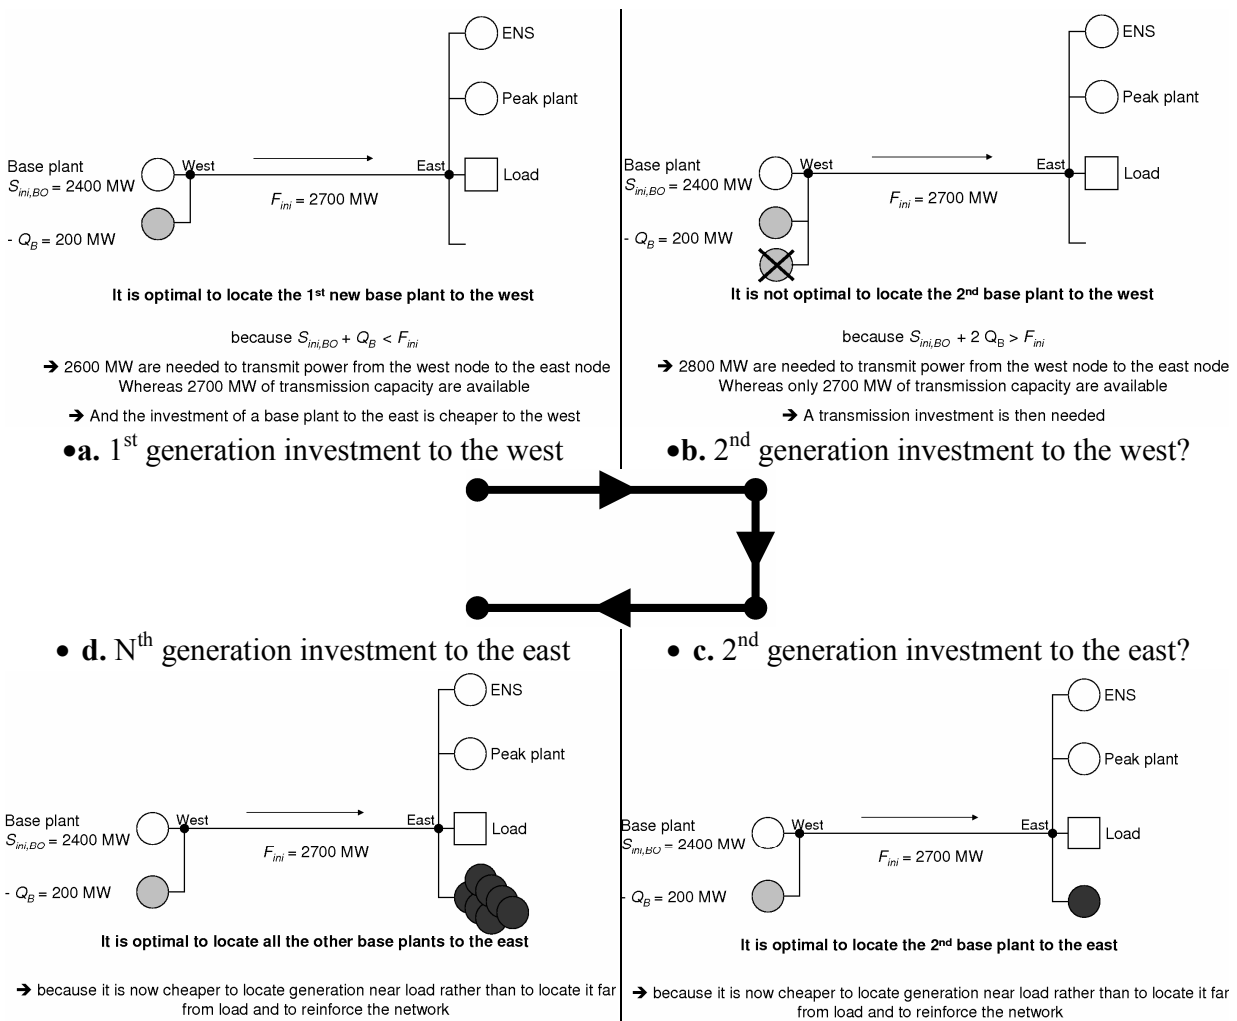 ENS
Peak plant
Base plant
S_ini,BO = 2400 MW
West
East
Load
F_ini = 2700 MW
- Q_B = 200 MW
It is optimal to locate the 1st new base plant to the west
because S_ini,BO + Q_B < F_ini
➔ 2600 MW are needed to transmit power from the west node to the east node
Whereas 2700 MW of transmission capacity are available
➔ And the investment of a base plant to the east is cheaper to the west
•a. 1st generation investment to the west
ENS
Peak plant
Base plant
S_ini,BO = 2400 MW
West
East
Load
F_ini = 2700 MW
- Q_B = 200 MW
It is not optimal to locate the 2nd base plant to the west
because S_ini,BO + 2 Q_B > F_ini
➔ 2800 MW are needed to transmit power from the west node to the east node
Whereas only 2700 MW of transmission capacity are available
➔ A transmission investment is then needed
•b. 2nd generation investment to the west?
• d. Nth generation investment to the east
ENS
Peak plant
Base plant
S_ini,BO = 2400 MW
West
East
Load
F_ini = 2700 MW
- Q_B = 200 MW
It is optimal to locate all the other base plants to the east
➔ because it is now cheaper to locate generation near load rather than to locate it far
from load and to reinforce the network
• c. 2nd generation investment to the east?
ENS
Peak plant
Base plant
S_ini,BO = 2400 MW
West
East
Load
F_ini = 2700 MW
- Q_B = 200 MW
It is optimal to locate the 2nd base plant to the east
➔ because it is now cheaper to locate generation near load rather than to locate it far
from load and to reinforce the network